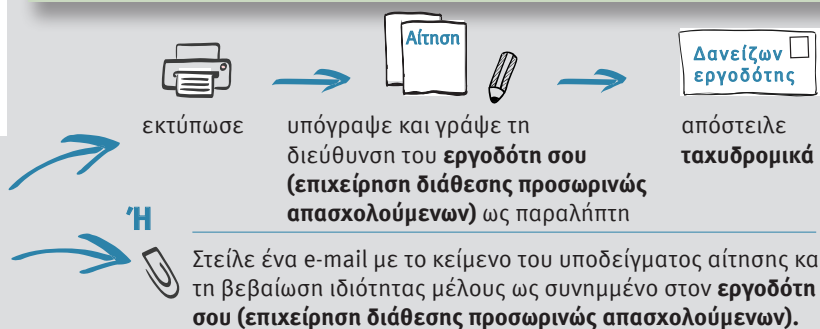 Αίτηση
Δανείζων
εργοδότης
εκτύπωσε
υπόγραψε και γράψε τη
διεύθυνση του εργοδότη σου
(επιχείρηση διάθεσης προσωρινώς
απασχολούμενων) ως παραλήπτη
απόστειλε
ταχυδρομικά
Ή
Στείλε ένα e-mail με το κείμενο του υποδείγματος αίτησης κα
τη βεβαίωση ιδιότητας μέλους ως συνημμένο στον εργοδότη
σου (επιχείρηση διάθεσης προσωρινώς απασχολούμενων).